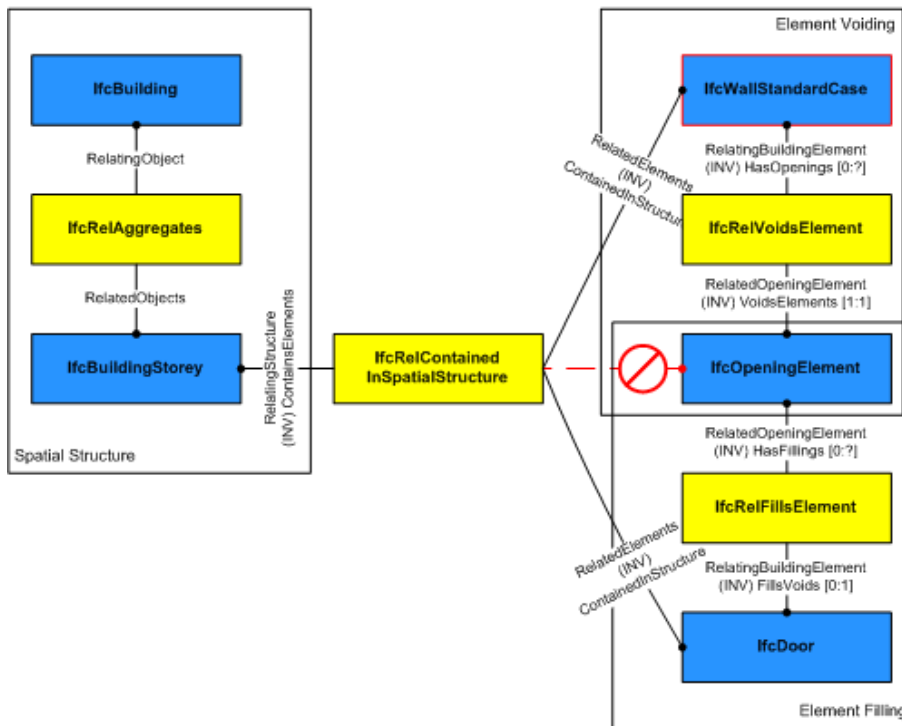 Element Voiding
IfcBuilding
IfcWallStandardCase
RelatingObject
RelatingBuildingElement
(INV) HasOpenings [0:?]
RelatedElements
(INV)
ContainedInStructure
IfcRelAggregates
IfcRelVoidsElement
RelatedObjects
RelatedOpeningElement
(INV) VoidsElements [1:1]
IfcBuildingStorey
RelatingStructure
(INV) ContainsElements
IfcRelContained
InSpatialStructure
IfcOpeningElement
Spatial Structure
RelatedOpeningElement
(INV) HasFillings [0:?]
IfcRelFillsElement
RelatedElements
(INV)
ContainedInStructure
RelatingBuildingElement
(INV) FillsVoids [0:1]
IfcDoor
Element Filling